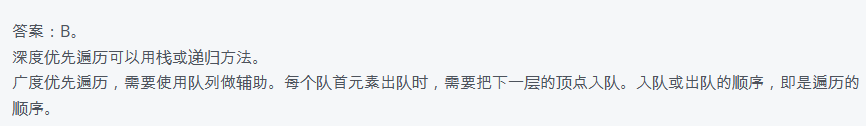 答案：B。
深度优先遍历可以用栈或递归方法。
广度优先遍历，需要使用队列做辅助。每个队首元素出队时，需要把下一层的顶点入队。入队或出队的顺序，即是遍历的
顺序。